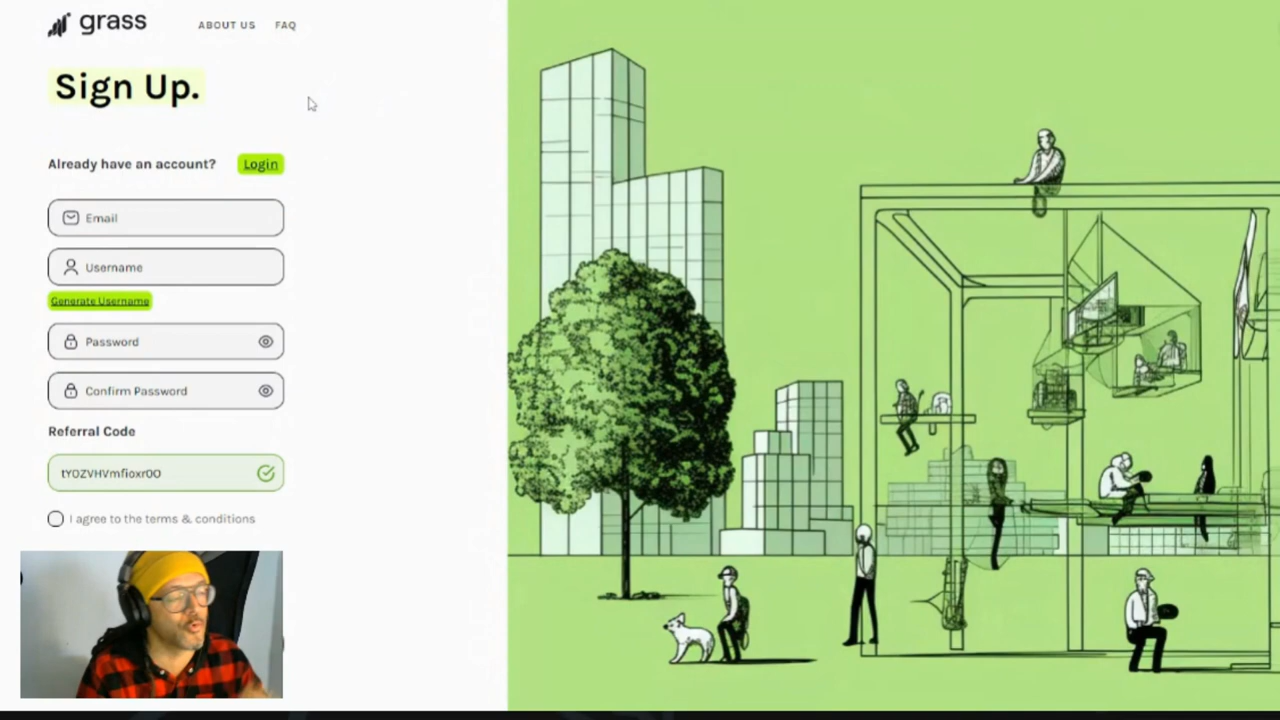 grass
ABOUT US FAQ
Sign Up.
Already have an account? Login
Email
Username
Generate Username
Password
Confirm Password
Referral Code
tYOZVHVmfioxr0O
I agree to the terms & conditions